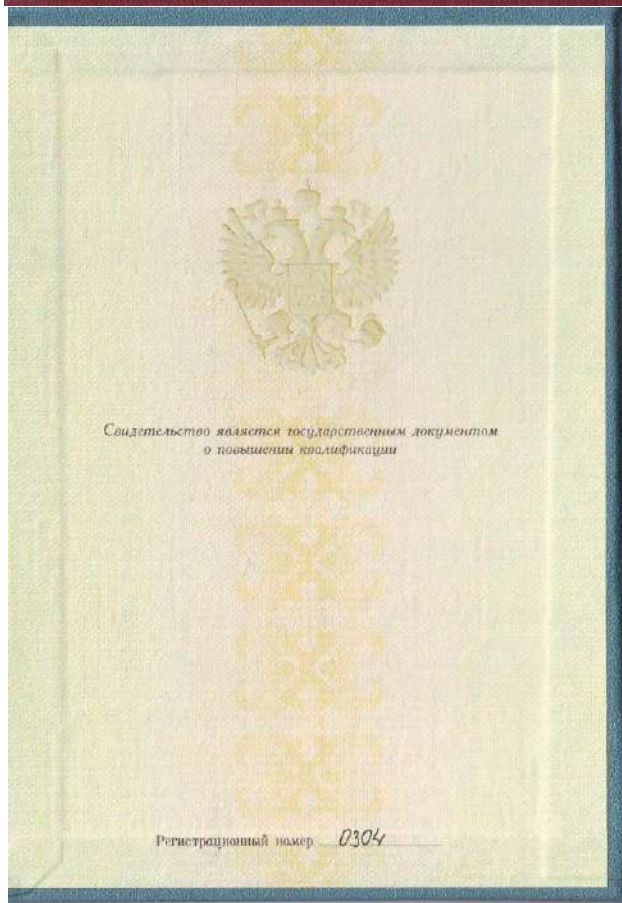 Свидетельство является государственным документом
о повышении квалификации
Регистрационный номер 0304